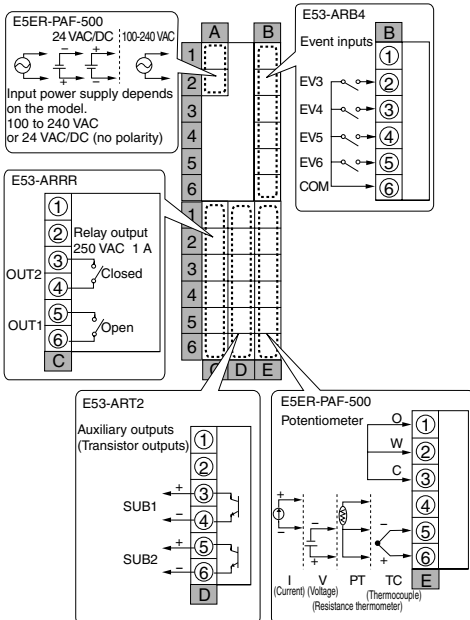 E5ER-PAF-500
24 VAC/DC 100-240 VAC
− + −
+ − +
Input power supply depends
on the model.
100 to 240 VAC
or 24 VAC/DC (no polarity)
A B
1
2
3
4
5
6
1
2
3
4
5
6
C D E
E53-ARB4
Event inputs
B
1
EV3 2
EV4 3
EV5 4
EV6 5
COM 6
E53-ARRR
1
2
Relay output
250 VAC 1 A
3
OUT2 Closed
4
5
OUT1 Open
6
C
E53-ART2
Auxiliary outputs
(Transistor outputs)
1
2
+ 3
SUB1
− 4
+ 5
SUB2
− 6
D
E5ER-PAF-500
Potentiometer
O 1
W 2
C 3
4
+ − − 5
− + + 6
I V PT TC
(Current) (Voltage) (Thermocouple)
(Resistance thermometer)
E